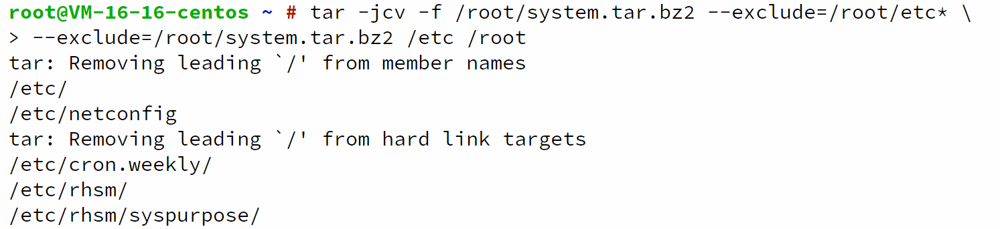 root@VM-16-16-centos ~ # tar -jcv -f /root/system.tar.bz2 --exclude=/root/etc* \
> --exclude=/root/system.tar.bz2 /etc /root
tar: Removing leading `/' from member names
/etc/
/etc/netconfig
tar: Removing leading `/' from hard link targets
/etc/cron.weekly/
/etc/rhsm/
/etc/rhsm/syspurpose/